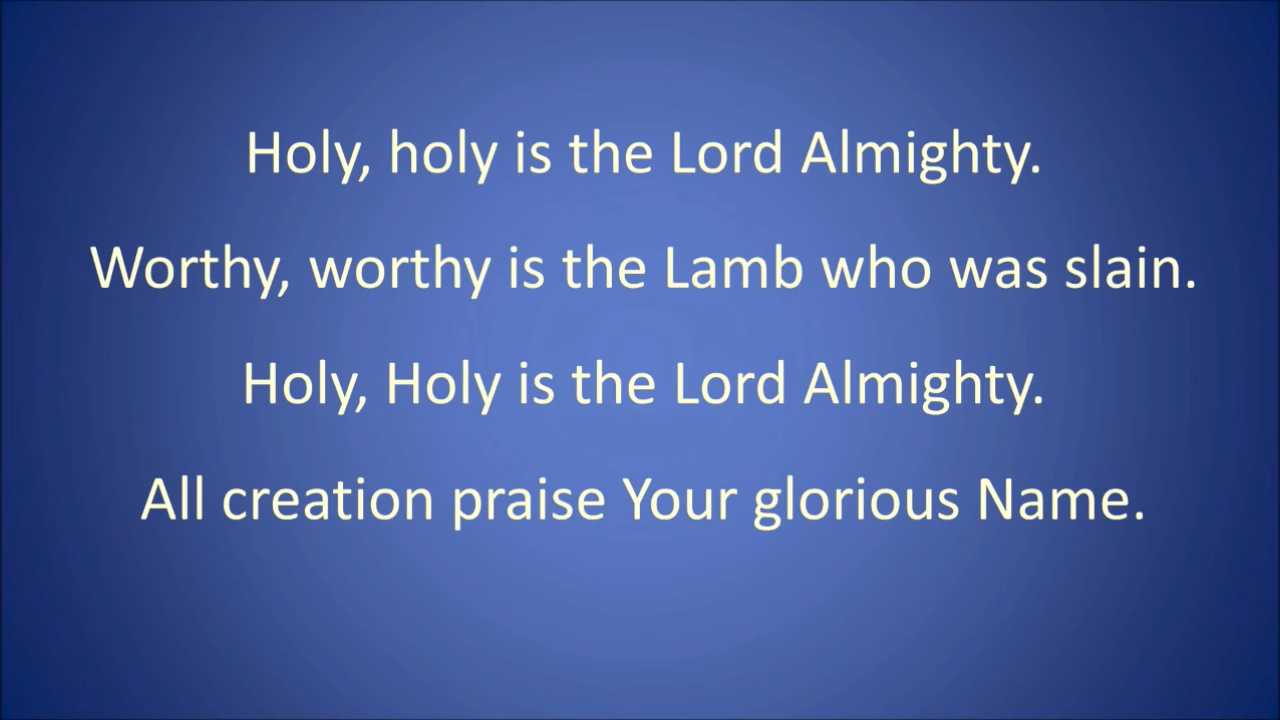 Holy, holy is the Lord Almighty.
Worthy, worthy is the Lamb who was slain.
Holy, Holy is the Lord Almighty.
All creation praise Your glorious Name.